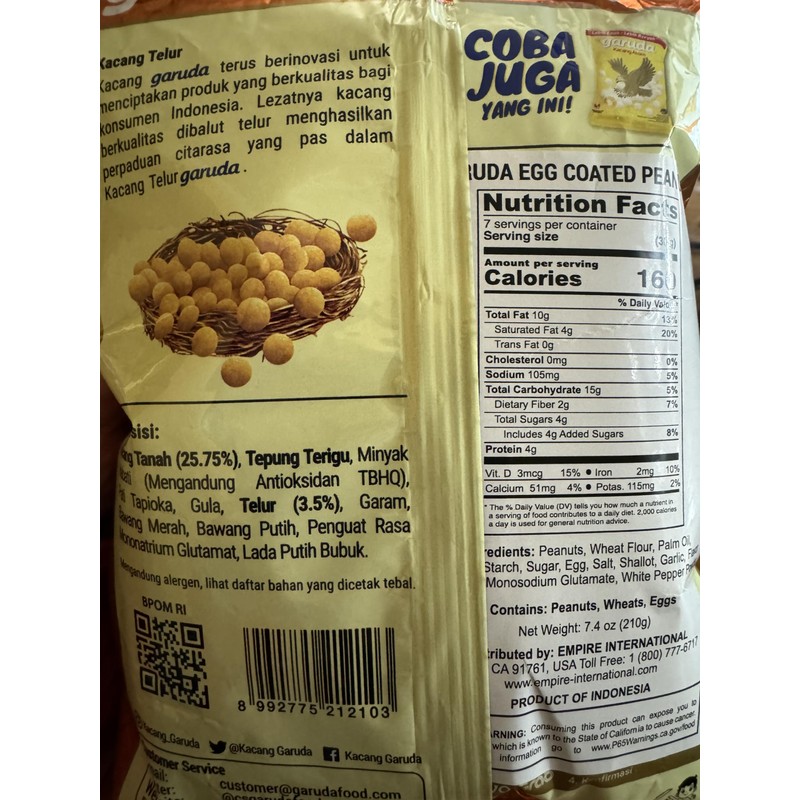 Kacang Telur
Kacang garuda terus berinovasi untuk
menciptakan produk yang berkualitas bagi
konsumen Indonesia. Lezatnya kacang
berkualitas dibalut telur menghasilkan
perpaduan citarasa yang pas dalam
Kacang Telur garuda.
sisi:
Tanah (25.75%), Tepung Terigu, Minyak
(Mengandung Antioksidan TBHQ),
Tapioka, Gula, Telur (3.5%), Garam,
Bawang Merah, Bawang Putih, Penguat Rasa
Mononatrium Glutamat, Lada Putih Bubuk.
Mengandung alergen, lihat daftar bahan yang dicetak tebal.
BPOM RI
8 992775 212103
Kacang_Garuda @Kacang Garuda Kacang Garuda
Customer Service
customer@garudafood.com
COBA
JUGA
YANG INI!
garuda
RUDA EGG COATED PEAN
Nutrition Facts
7 servings per container
Serving size (30g)
Amount per serving
Calories 160
% Daily Value
Total Fat 10g 13%
Saturated Fat 4g 20%
Trans Fat 0g
Cholesterol 0mg 0%
Sodium 105mg 5%
Total Carbohydrate 15g 5%
Dietary Fiber 2g 7%
Total Sugars 4g
Includes 4g Added Sugars 8%
Protein 4g
Vit. D 3mcg 15% • Iron 2mg 10%
Calcium 51mg 4% • Potas. 115mg 2%
* The % Daily Value (DV) tells you how much a nutrient in
a serving of food contributes to a daily diet. 2,000 calories
a day is used for general nutrition advice.
redients: Peanuts, Wheat Flour, Palm Oil,
Starch, Sugar, Egg, Salt, Shallot, Garlic,
Monosodium Glutamate, White Pepper
Contains: Peanuts, Wheats, Eggs
Net Weight: 7.4 oz (210g)
tributed by: EMPIRE INTERNATIONAL
CA 91761, USA Toll Free: 1 (800) 777-6717
www.empire-international.com
PRODUCT OF INDONESIA
ARNING: Consuming this product can expose you to
which is known to the State of California to cause cancer.
information go to www.P65Warnings.ca.gov/food
4.